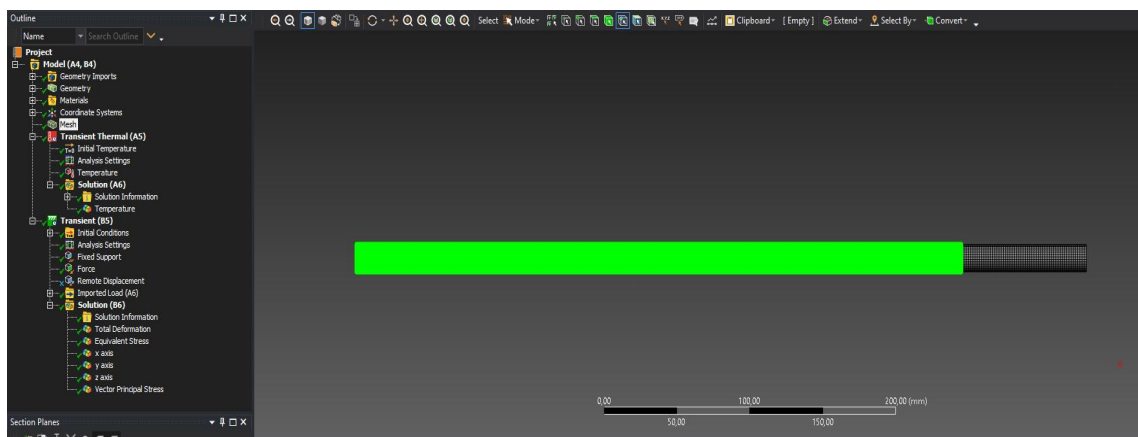 Outline
Select Mode Clipboard [Empty] Extend Select By Convert
Name Search Outline
Project
Model (A4, B4)
Geometry Imports
Geometry
Materials
Coordinate Systems
Mesh
Transient Thermal (A5)
Initial Temperature
Analysis Settings
Temperature
Solution (A6)
Solution Information
Temperature
Transient (B5)
Initial Conditions
Analysis Settings
Fixed Support
Force
Remote Displacement
Imported Load (A6)
Solution (B6)
Solution Information
Total Deformation
Equivalent Stress
x axis
y axis
z axis
Vector Principal Stress
0,00 100,00 200,00 (mm)
50,00 150,00
Section Planes